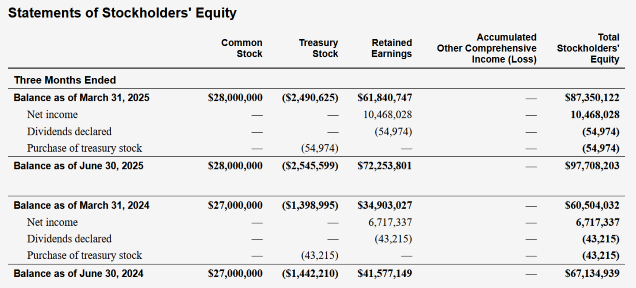 Statements of Stockholders' Equity
Common Stock Treasury Stock Retained Earnings Accumulated Other Comprehensive Income (Loss) Total Stockholders' Equity
Three Months Ended
Balance as of March 31, 2025 $28,000,000 ($2,490,625) $61,840,747 — $87,350,122
Net income — — 10,468,028 — 10,468,028
Dividends declared — — (54,974) — (54,974)
Purchase of treasury stock — (54,974) — — (54,974)
Balance as of June 30, 2025 $28,000,000 ($2,545,599) $72,253,801 — $97,708,203
Balance as of March 31, 2024 $27,000,000 ($1,398,995) $34,903,027 — $60,504,032
Net income — — 6,717,337 — 6,717,337
Dividends declared — — (43,215) — (43,215)
Purchase of treasury stock — (43,215) — — (43,215)
Balance as of June 30, 2024 $27,000,000 ($1,442,210) $41,577,149 — $67,134,939